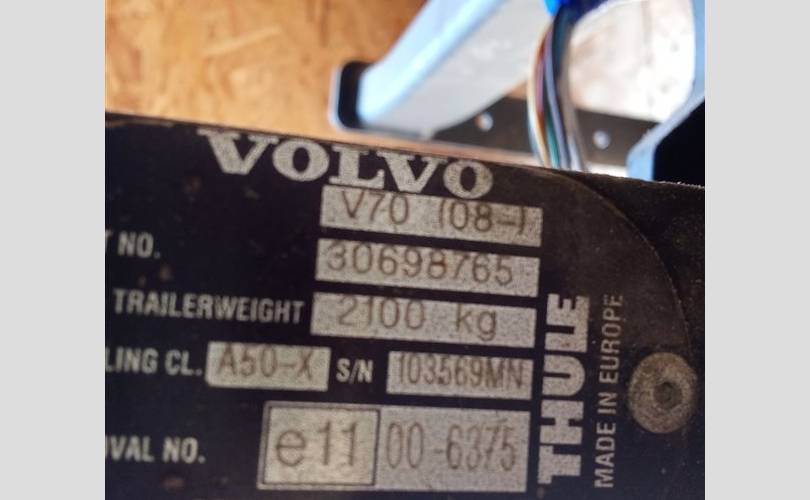 VOLVO
V70 (08-)
T NO. 30698765
TRAILERWEIGHT 2100 kg
LING CL. A50-X S/N 103569MN
VAL NO. e11 00-6375
THULE
MADE IN EUROPE